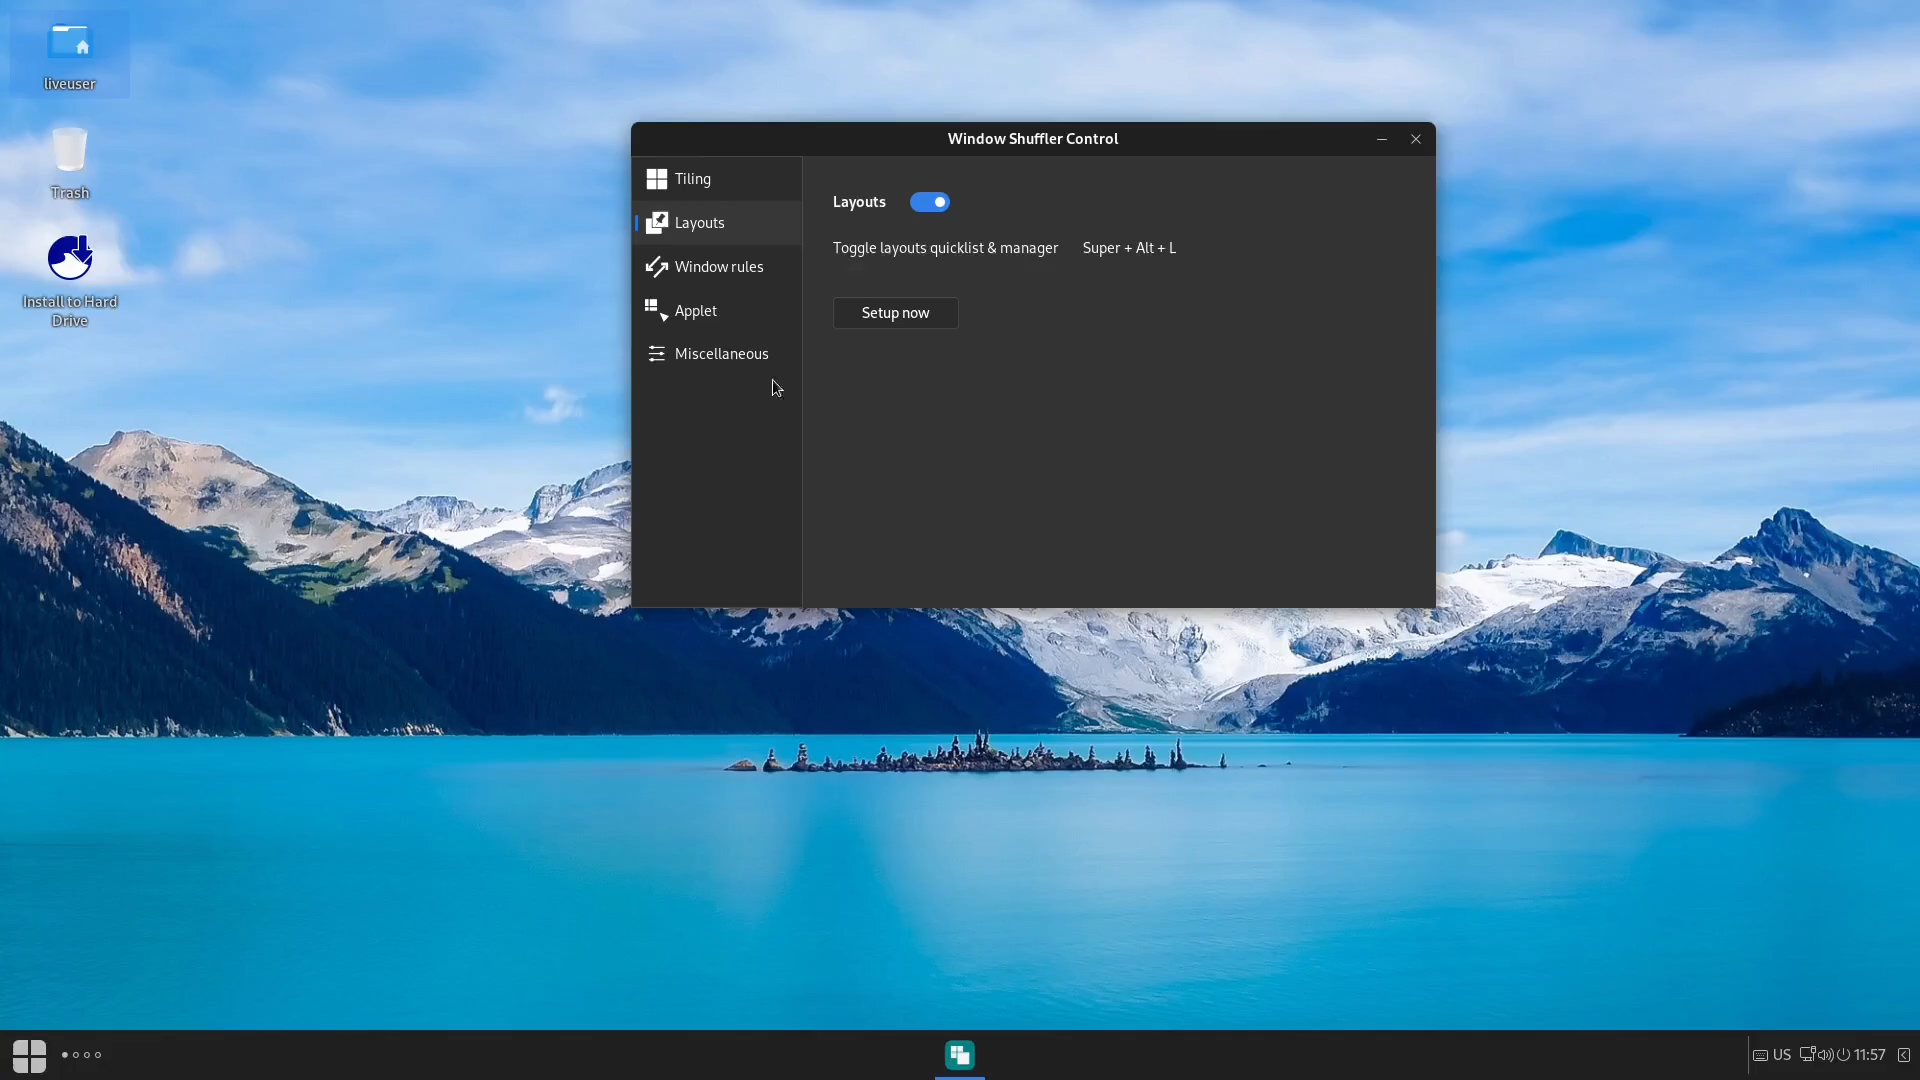 liveuser
Trash
Install to Hard
Drive
Window Shuffler Control
Tiling
Layouts
Window rules
Applet
Miscellaneous
Layouts
Toggle layouts quicklist & manager Super + Alt + L
Setup now
US 11:57